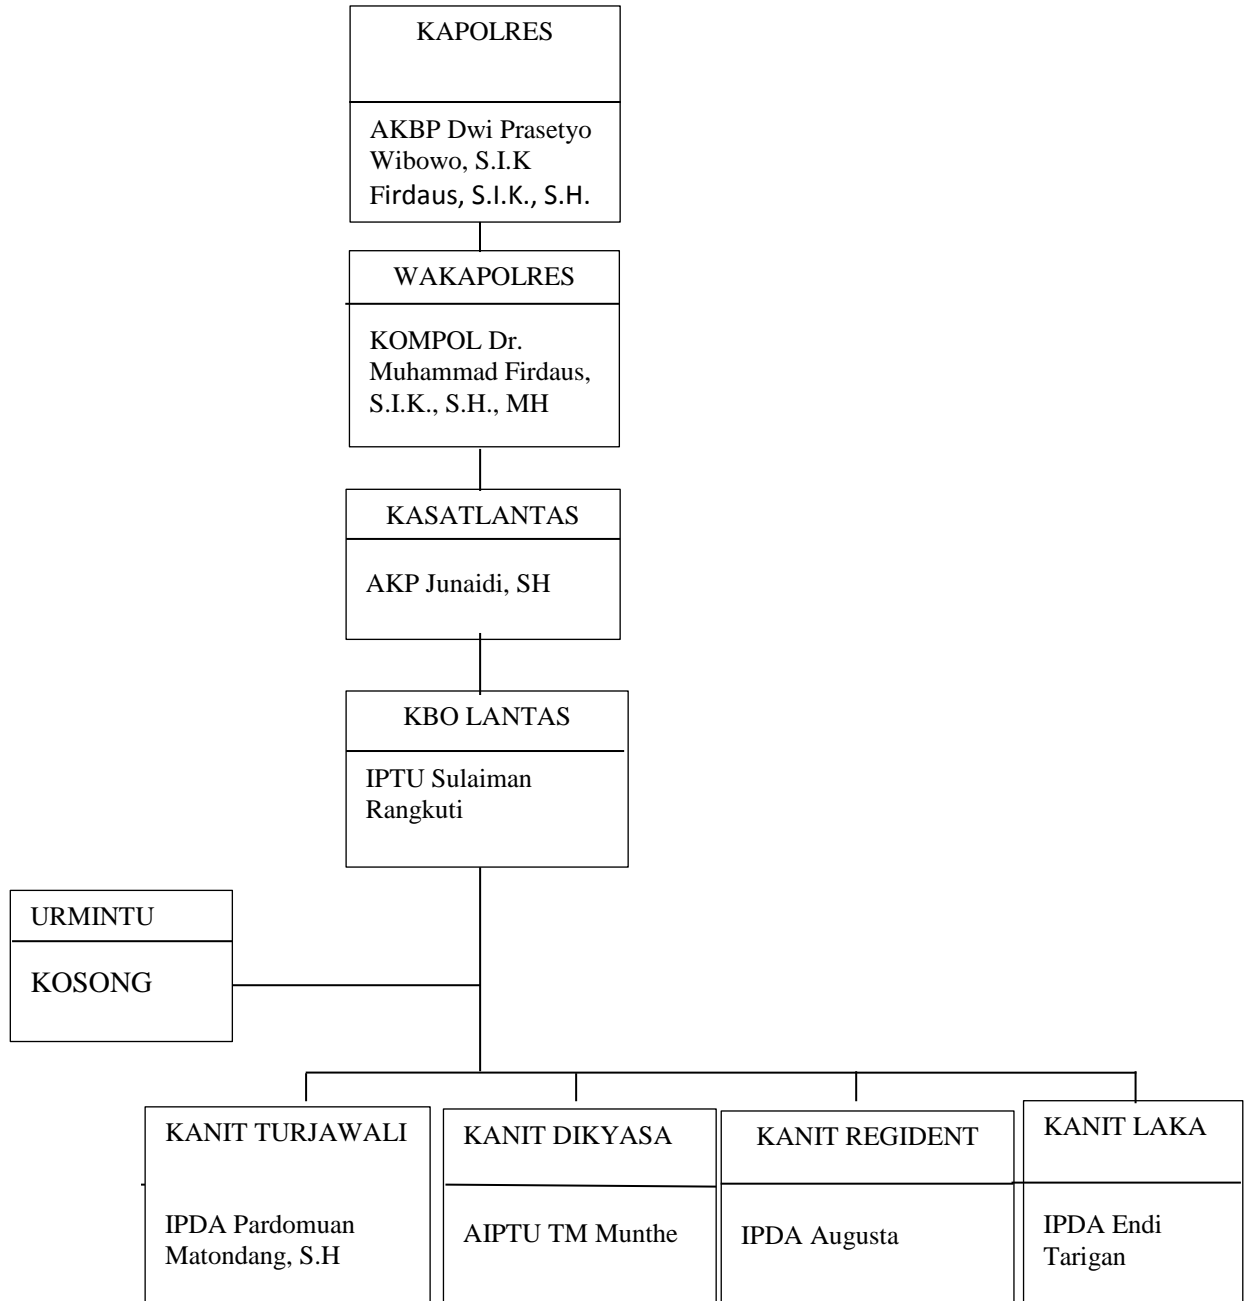 KAPOLRES
AKBP Dwi Prasetyo
Wibowo, S.I.K
Firdaus, S.I.K., S.H.
WAKAPOLRES
KOMPOL Dr.
Muhammad Firdaus,
S.I.K., S.H., MH
KASATLANTAS
AKP Junaidi, SH
KBO LANTAS
IPTU Sulaiman
Rangkuti
URMINTU
KOSONG
KANIT TURJAWALI
IPDA Pardomuan
Matondang, S.H
KANIT DIKYASA
AIPTU TM Munthe
KANIT REGIDENT
IPDA Augusta
KANIT LAKA
IPDA Endi
Tarigan